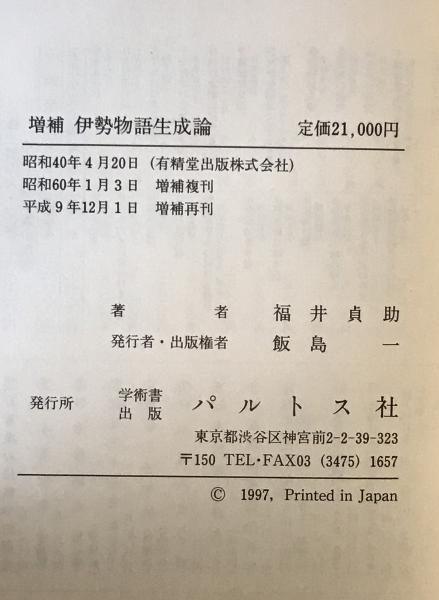 増補 伊勢物語生成論 定価21,000円
昭和40年4月20日 (有精堂出版株式会社)
昭和60年1月3日 増補複刊
平成9年12月1日 増補再刊
著者 福井貞助
発行者・出版権者 飯島一
発行所 学術書出版 パルトス社
東京都渋谷区神宮前2-2-39-323
〒150 TEL・FAX03 (3475) 1657
© 1997, Printed in Japan